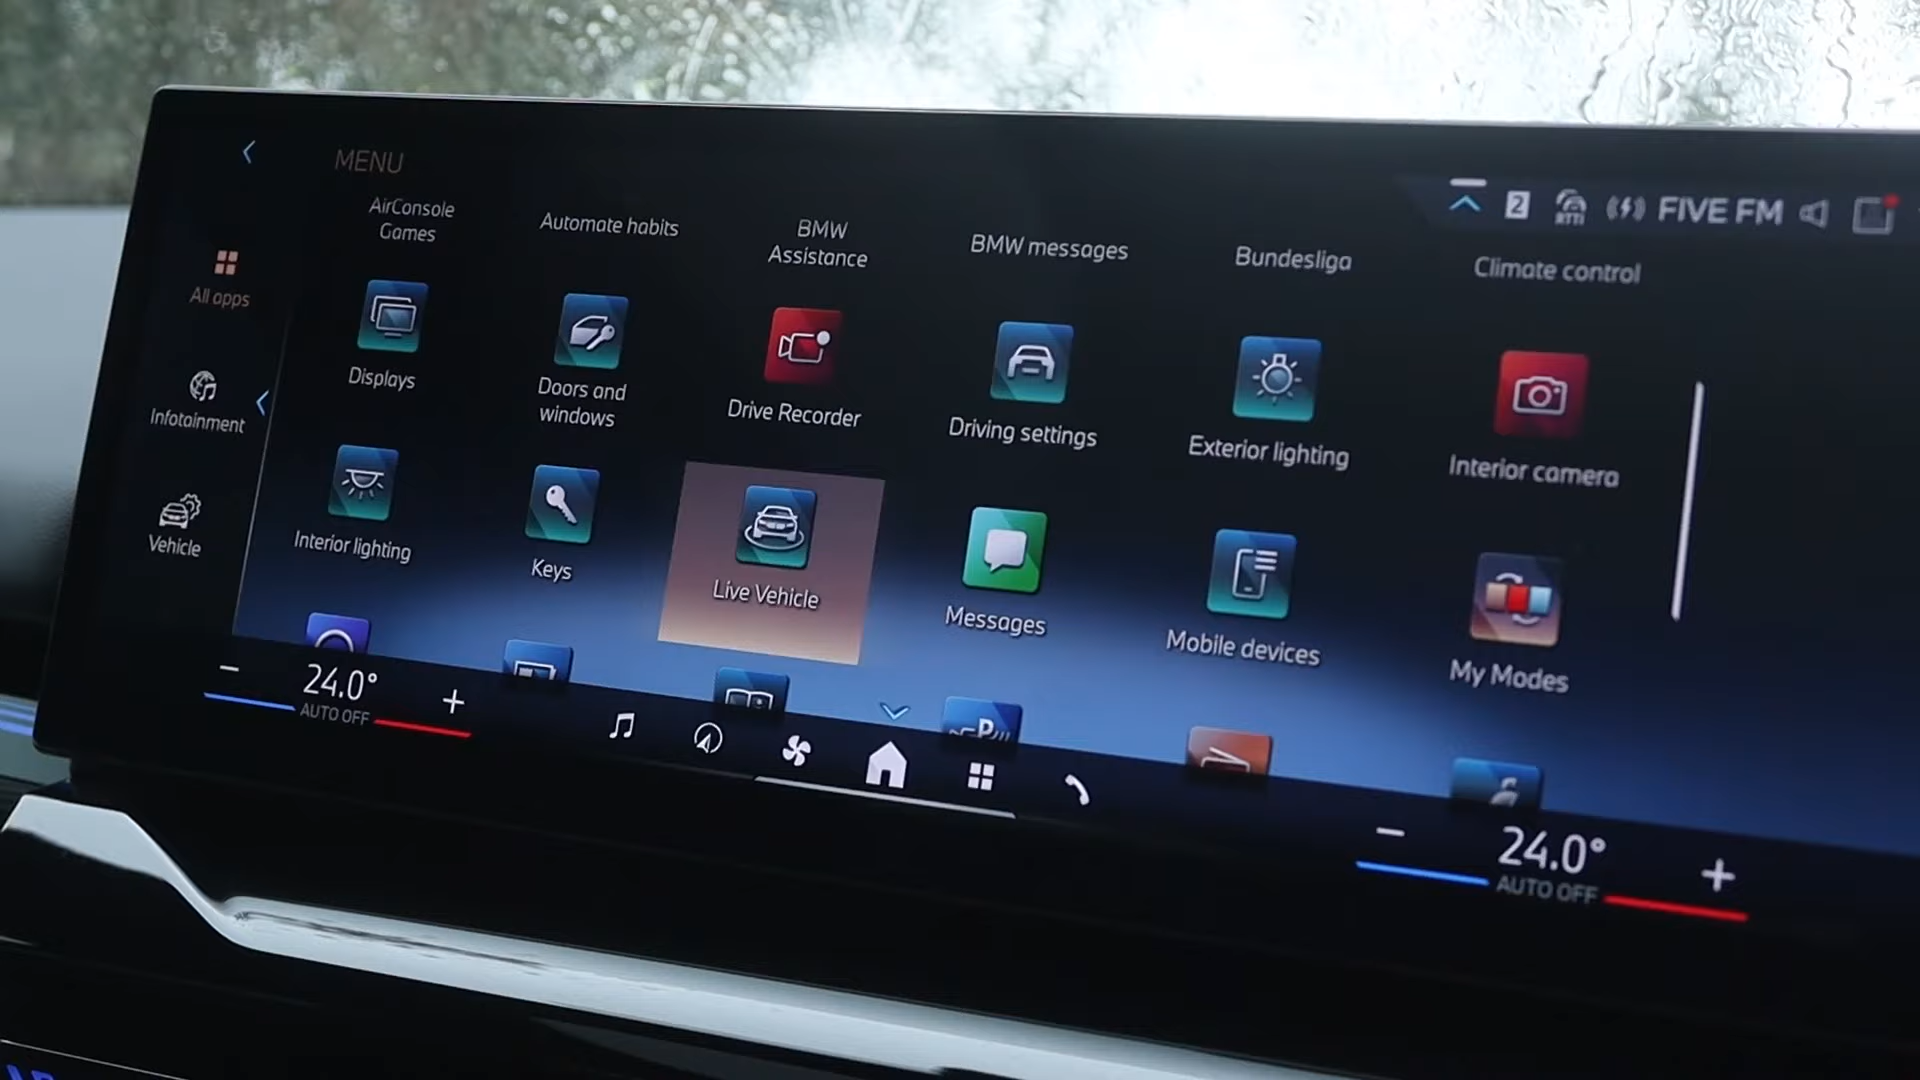 MENU
2
RTTI
FIVE FM
AirConsole
Games
Automate habits
BMW
Assistance
BMW messages
Bundesliga
Climate control
All apps
Infotainment
Vehicle
Displays
Doors and
windows
Drive Recorder
Driving settings
Exterior lighting
Interior camera
Interior lighting
Keys
Live Vehicle
Messages
Mobile devices
My Modes
P
− 24.0° +
AUTO OFF
− 24.0° +
AUTO OFF